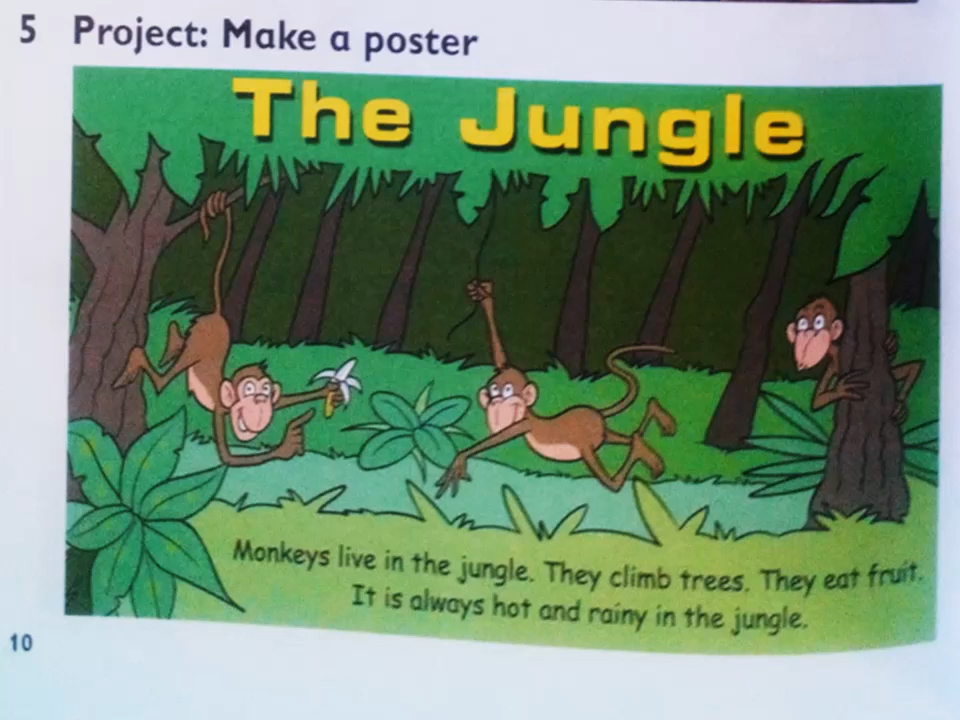 5 Project: Make a poster
The Jungle
Monkeys live in the jungle. They climb trees. They eat fruit.
It is always hot and rainy in the jungle.
10